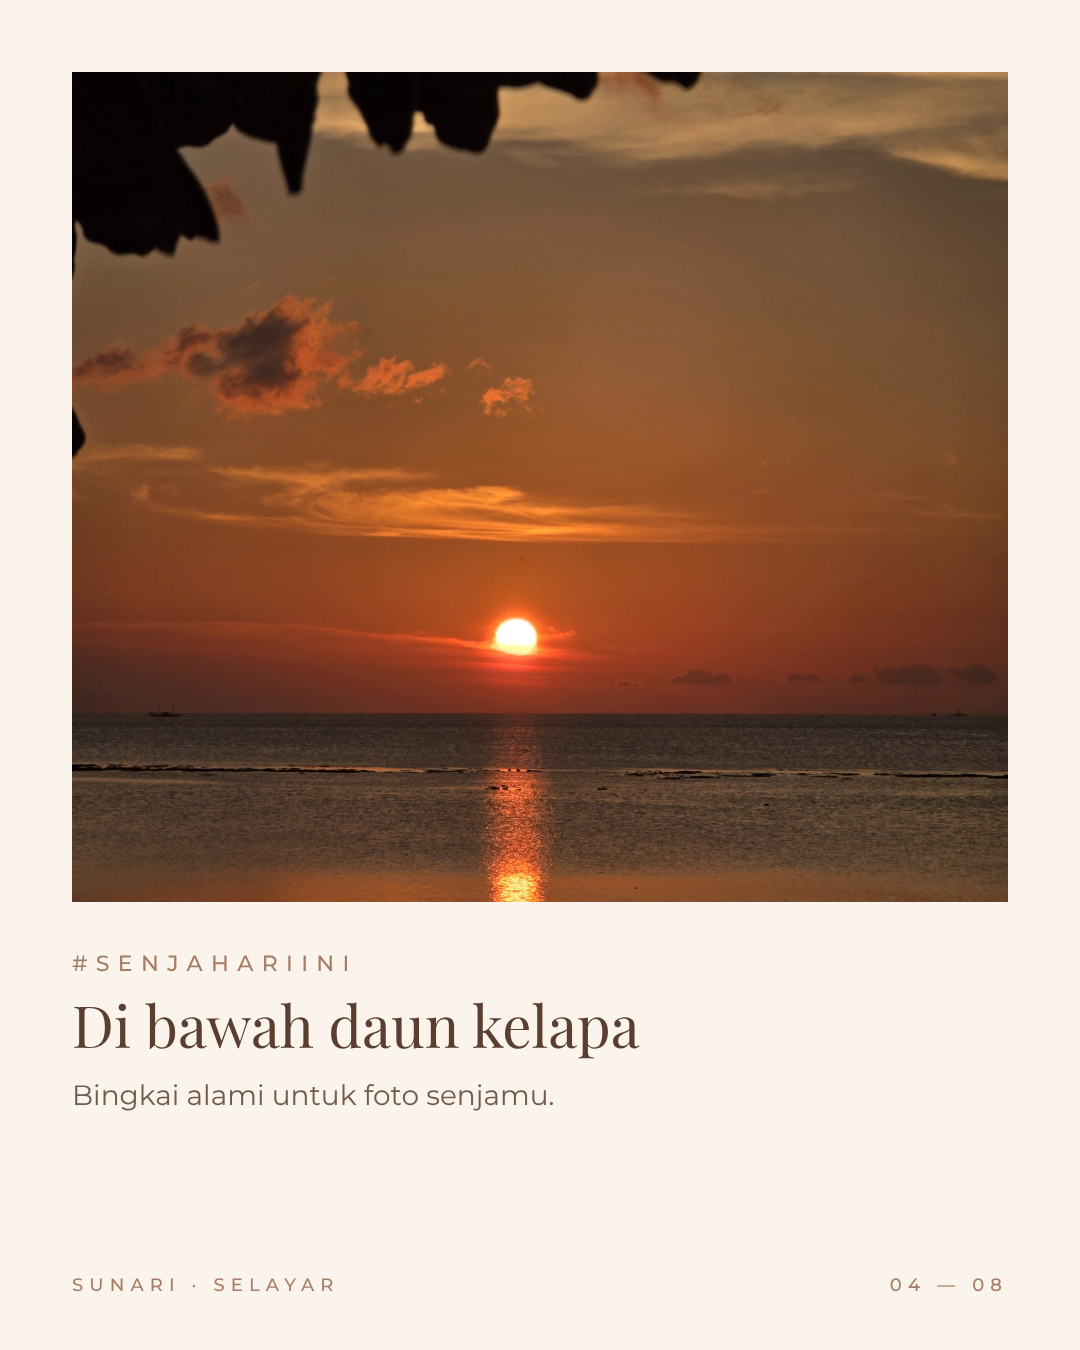 #SENJAHARIINI
Di bawah daun kelapa
Bingkai alami untuk foto senjamu.
SUNARI · SELAYAR
04 — 08